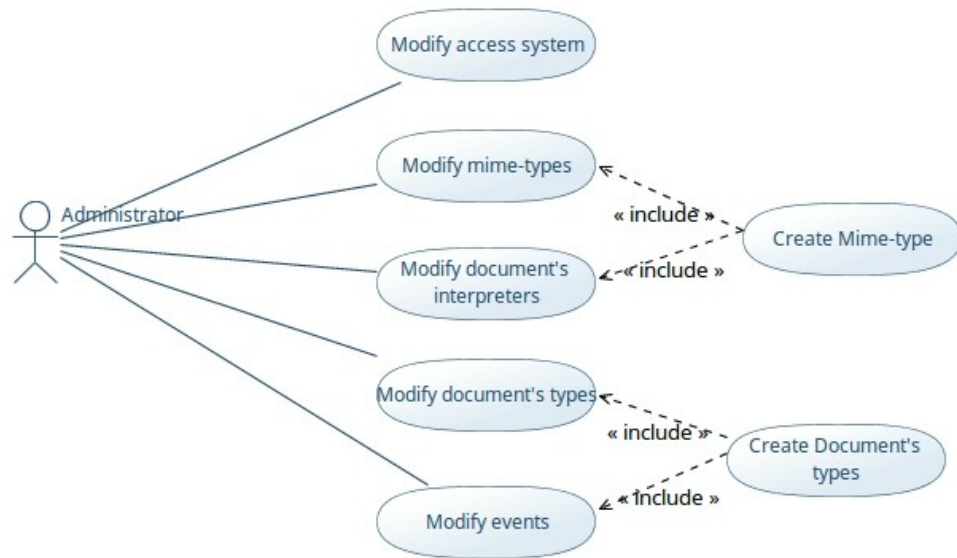 Modify access system
Modify mime-types
Administrator
« include »
Create Mime-type
Modify document's
interpreters
« include »
Modify document's types
« include »
Create Document's
types
« include »
Modify events